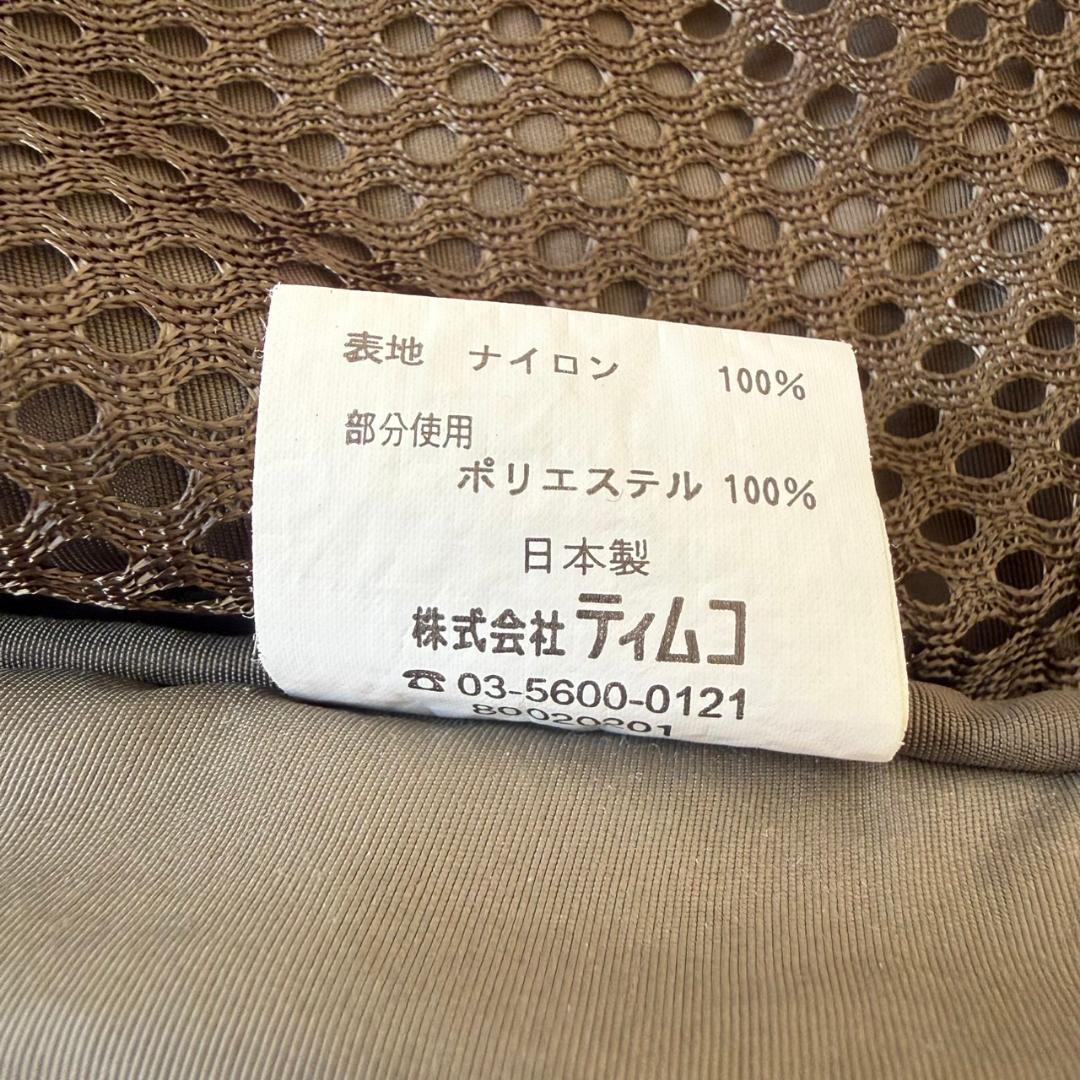 表地 ナイロン 100%
部分使用
ポリエステル 100%
日本製
株式会社ティムコ
☎ 03-5600-0121
80020201